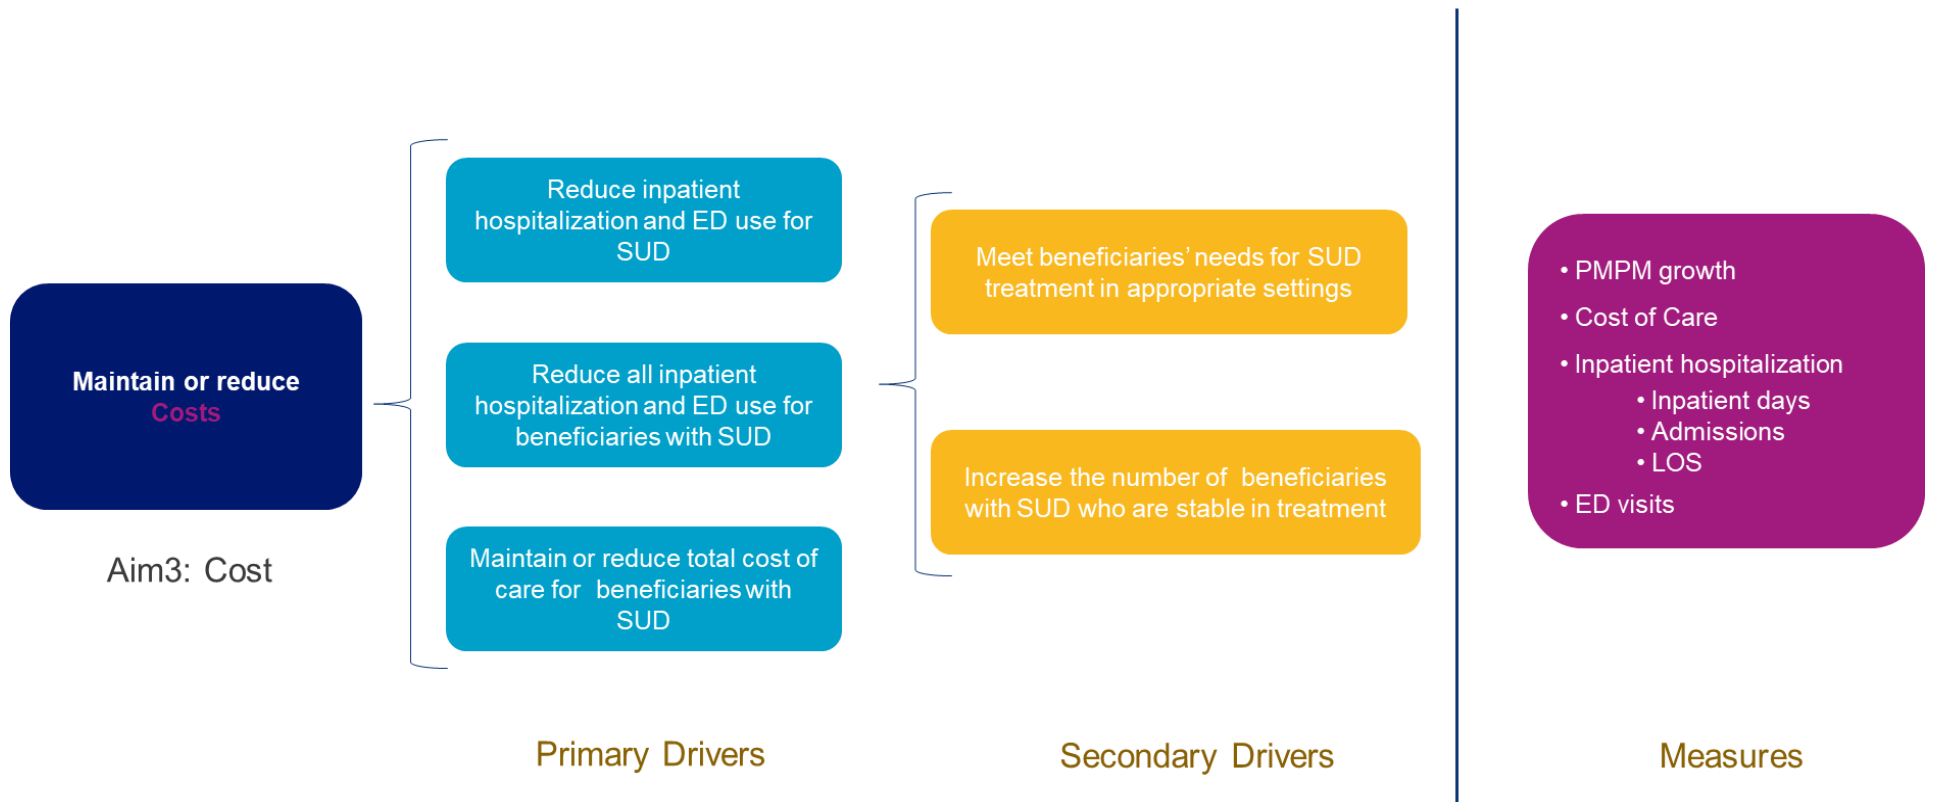 Maintain or reduce
Costs
Aim3: Cost
Reduce inpatient
hospitalization and ED use for
SUD
Reduce all inpatient
hospitalization and ED use for
beneficiaries with SUD
Maintain or reduce total cost of
care for beneficiaries with
SUD
Primary Drivers
Meet beneficiaries’ needs for SUD
treatment in appropriate settings
Increase the number of beneficiaries
with SUD who are stable in treatment
Secondary Drivers
• PMPM growth
• Cost of Care
• Inpatient hospitalization
• Inpatient days
• Admissions
• LOS
• ED visits
Measures